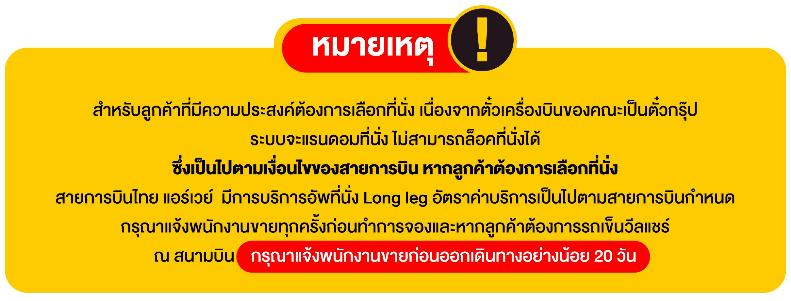 หมายเหตุ !
สำหรับลูกค้าที่มีความประสงค์ต้องการเลือกที่นั่ง เนื่องจากตั๋วเครื่องบินของคณะเป็นตั๋วกรุ๊ป
ระบบจะแรนดอมที่นั่ง ไม่สามารถล็อคที่นั่งได้
ซึ่งเป็นไปตามเงื่อนไขของสายการบิน หากลูกค้าต้องการเลือกที่นั่ง
สายการบินไทย แอร์เวย์ มีการบริการอัพที่นั่ง Long leg อัตราค่าบริการเป็นไปตามสายการบินกำหนด
กรุณาแจ้งพนักงานขายทุกครั้งก่อนทำการจองและหากลูกค้าต้องการรถเข็นวีลแชร์
ณ สนามบิน กรุณาแจ้งพนักงานขายก่อนออกเดินทางอย่างน้อย 20 วัน